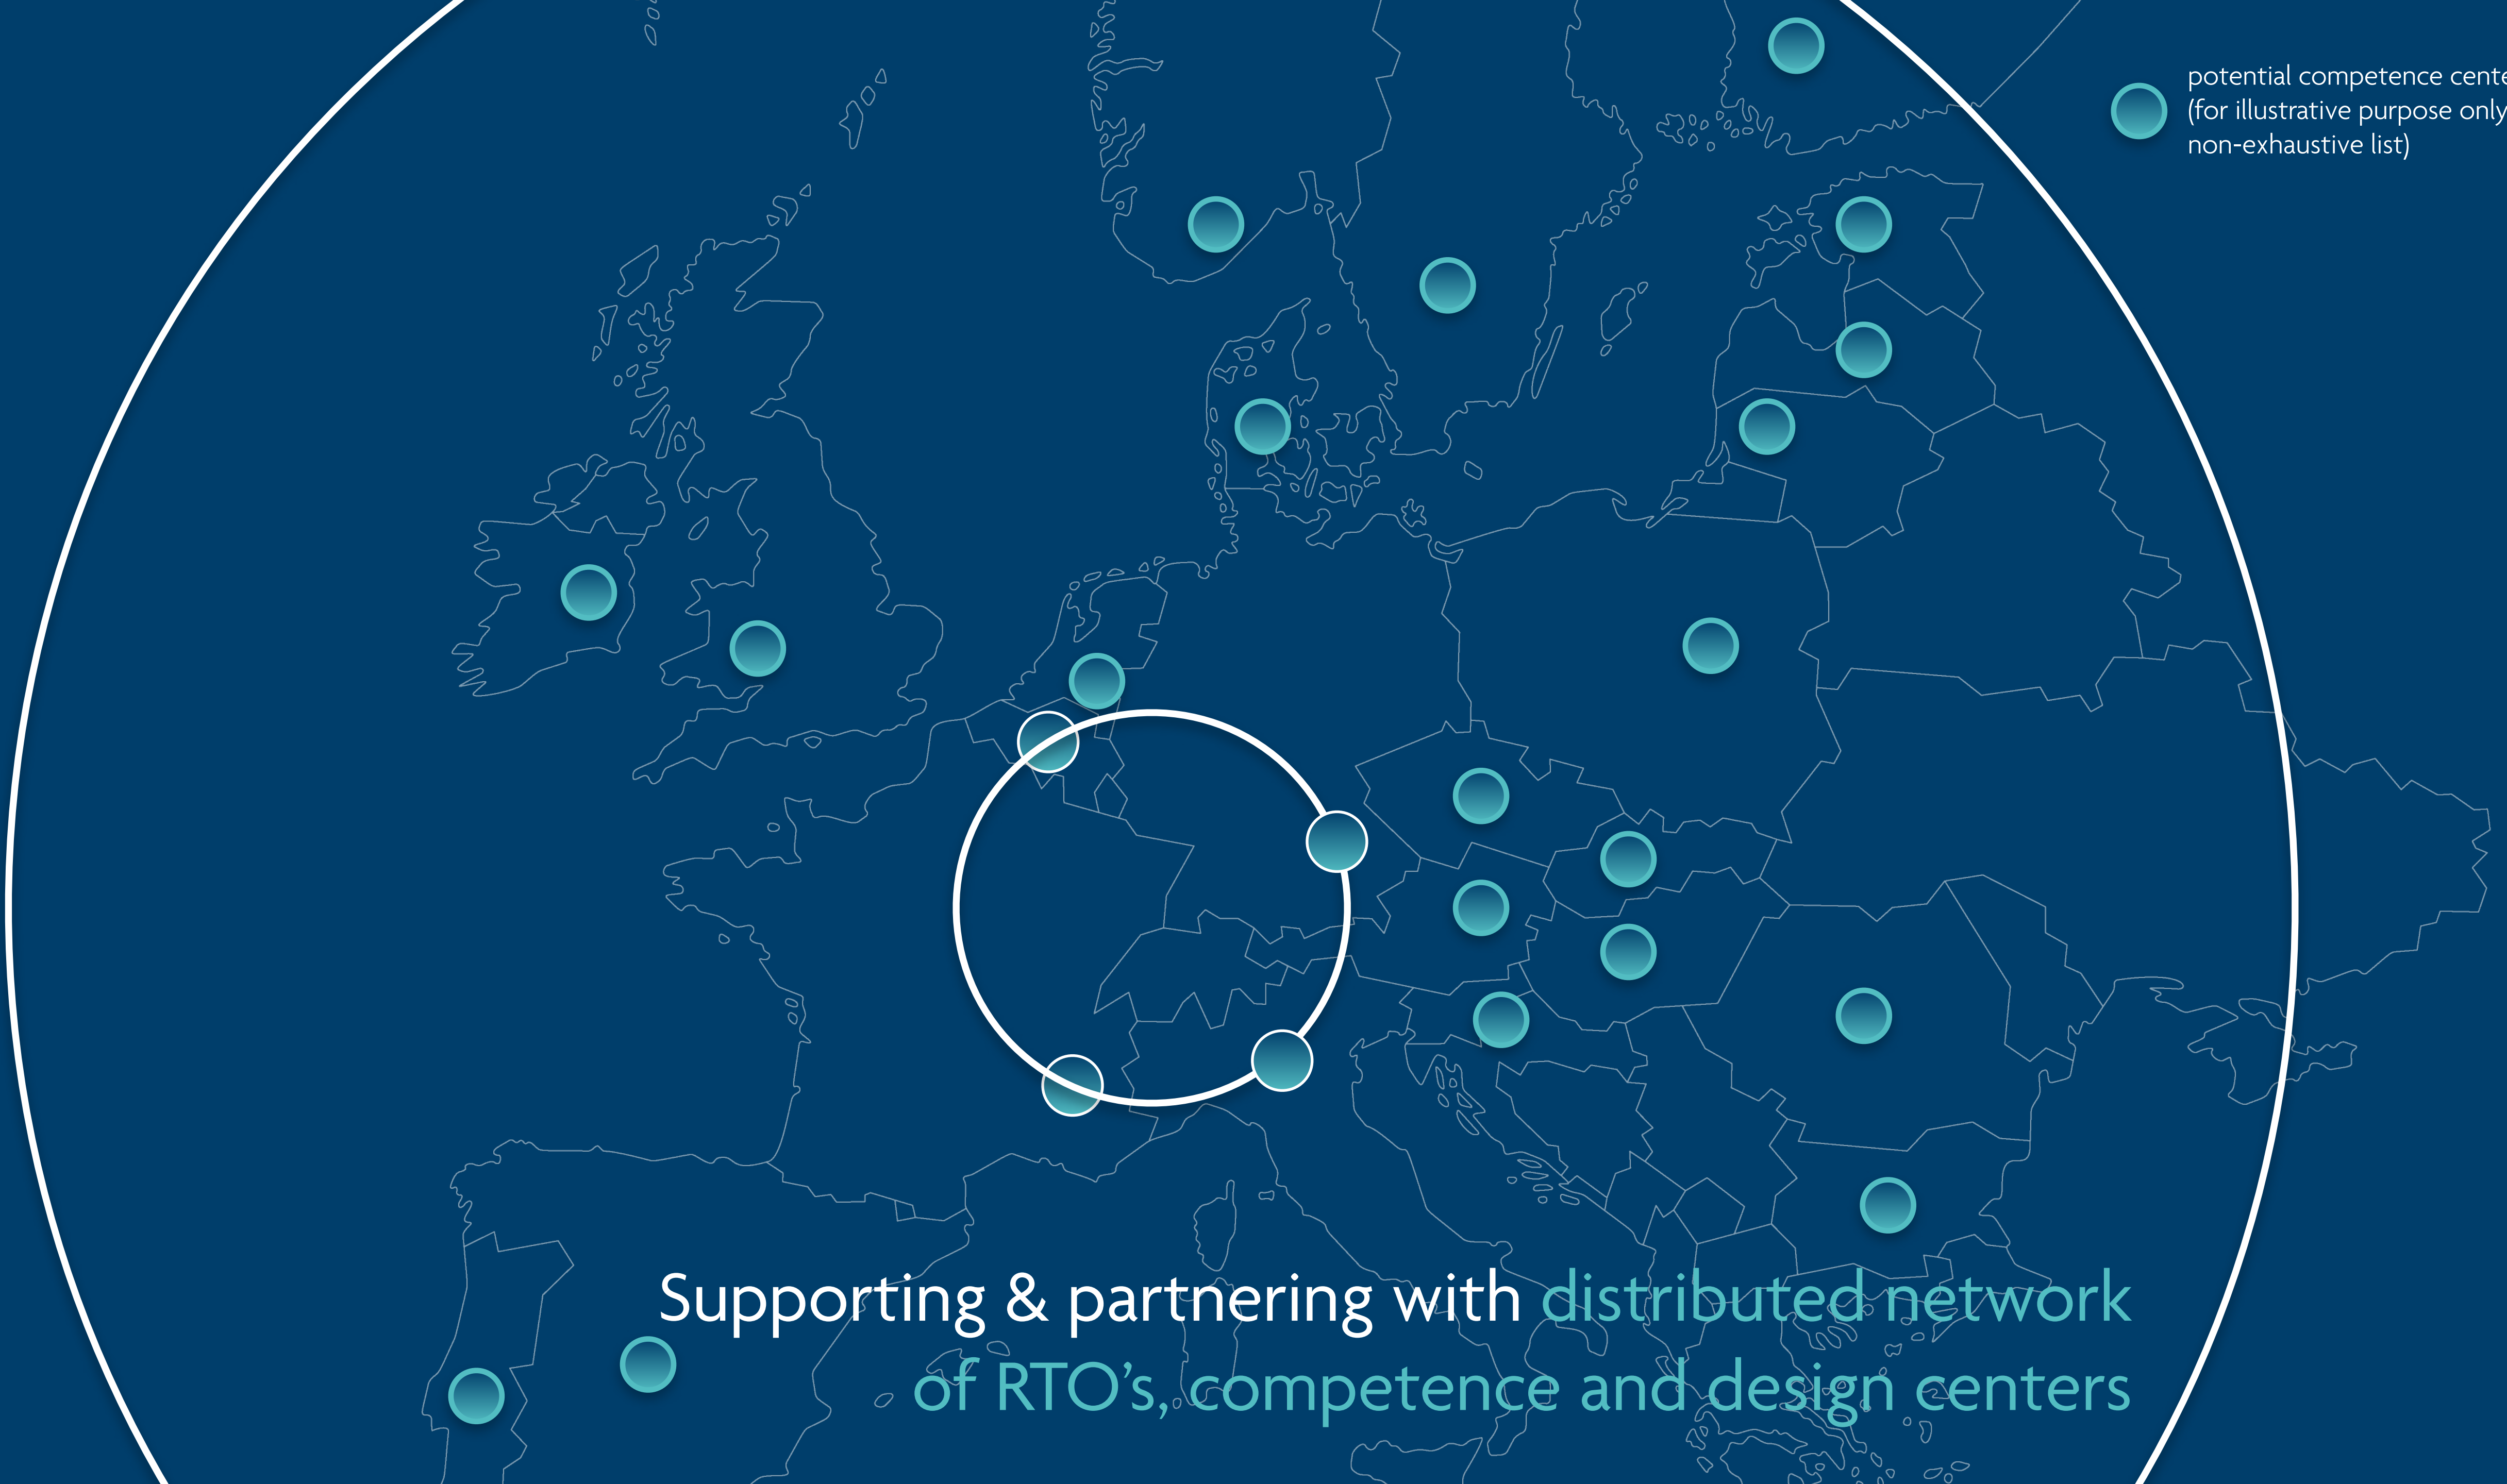 potential competence cente
(for illustrative purpose only
non-exhaustive list)
Supporting & partnering with distributed network
of RTO’s, competence and design centers